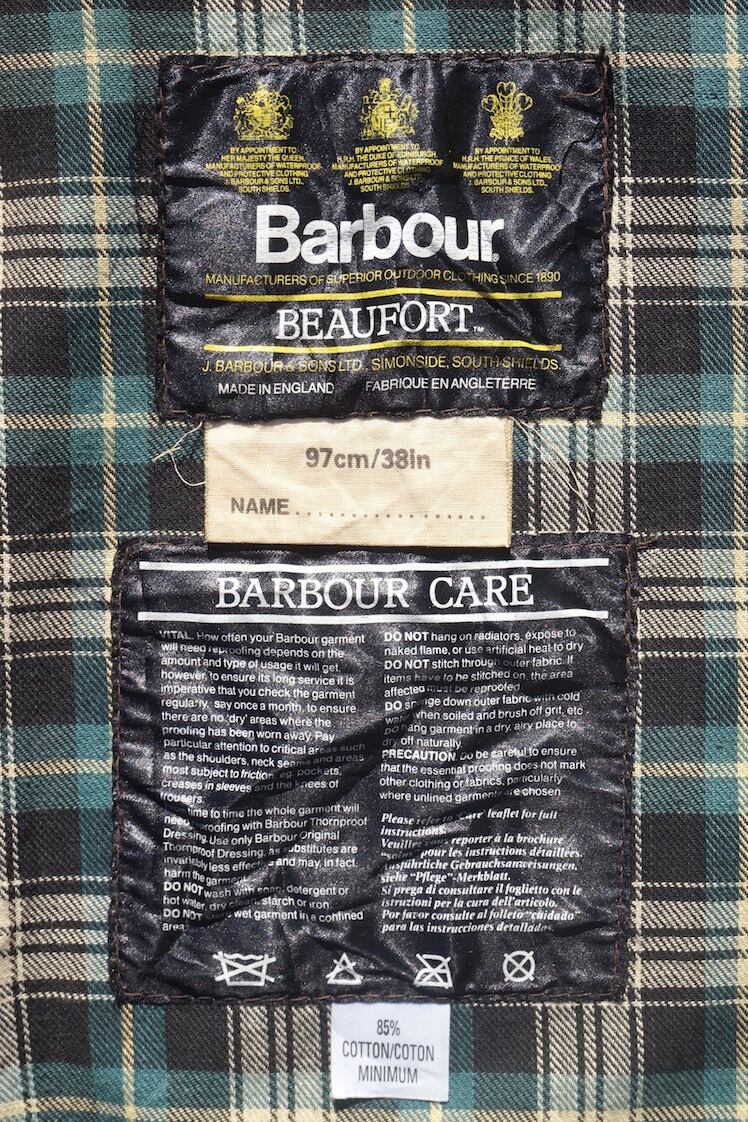 BY APPOINTMENT TO
HER MAJESTY THE QUEEN.
MANUFACTURERS OF WATERPROOF
AND PROTECTIVE CLOTHING
J. BARBOUR & SONS LTD.
SOUTH SHIELDS.
BY APPOINTMENT TO
H.R.H. THE DUKE OF EDINBURGH.
MANUFACTURERS OF WATERPROOF
AND PROTECTIVE CLOTHING
J. BARBOUR & SONS LTD.
SOUTH SHIELDS.
BY APPOINTMENT TO
H.R.H. THE PRINCE OF WALES.
MANUFACTURERS OF WATERPROOF
AND PROTECTIVE CLOTHING
J. BARBOUR & SONS LTD.
SOUTH SHIELDS.
Barbour
MANUFACTURERS OF SUPERIOR OUTDOOR CLOTHING SINCE 1890
BEAUFORT™
J. BARBOUR & SONS LTD., SIMONSIDE, SOUTH SHIELDS.
MADE IN ENGLAND FABRIQUE EN ANGLETERRE
97cm/38in
NAME
BARBOUR CARE
VITAL. How often your Barbour garment
will need reproofing depends on the
amount and type of usage it will get,
however, to ensure its long service it is
imperative that you check the garment
regularly, say once a month, to ensure
there are no 'dry' areas where the
proofing has been worn away. Pay
particular attention to critical areas such
as the shoulders, neck seams and areas
most subject to friction, eg. pockets,
creases in sleeves and the knees of
trousers.
time to time the whole garment will
need reproofing with Barbour Thornproof
Dressing. Use only Barbour Original
Thornproof Dressing, as substitutes are
invariably less effective and may, in fact,
harm the garment.
DO NOT wash with soap, detergent or
hot water, dry clean, starch or iron.
DO NOT store wet garment in a confined
area.
DO NOT hang on radiators, expose to
naked flame, or use artificial heat to dry
DO NOT stitch through outer fabric. If
items have to be stitched on, the area
affected must be reproofed
DO sponge down outer fabric with cold
water when soiled and brush off grit, etc
DO hang garment in a dry, airy place to
dry off naturally.
PRECAUTION. Do be careful to ensure
that the essential proofing does not mark
other clothing or fabrics, particularly
where unlined garments are chosen
Please refer to 'Care' leaflet for full
instructions.
Veuillez vous reporter à la brochure
"soins" pour les instructions détaillées.
Ausführliche Gebrauchsanweisungen,
siehe "Pflege"-Merkblatt.
Si prega di consultare il foglietto con le
istruzioni per la cura dell'articolo.
Por favor consulte al folleto "cuidado"
para las instrucciones detalladas.
85%
COTTON/COTON
MINIMUM